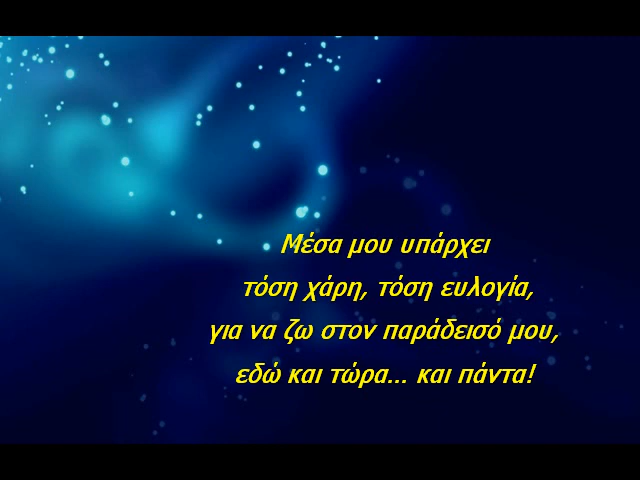 Μέσα μου υπάρχει
τόση χάρη, τόση ευλογία,
για να ζω στον παράδεισό μου,
εδώ και τώρα... και πάντα!